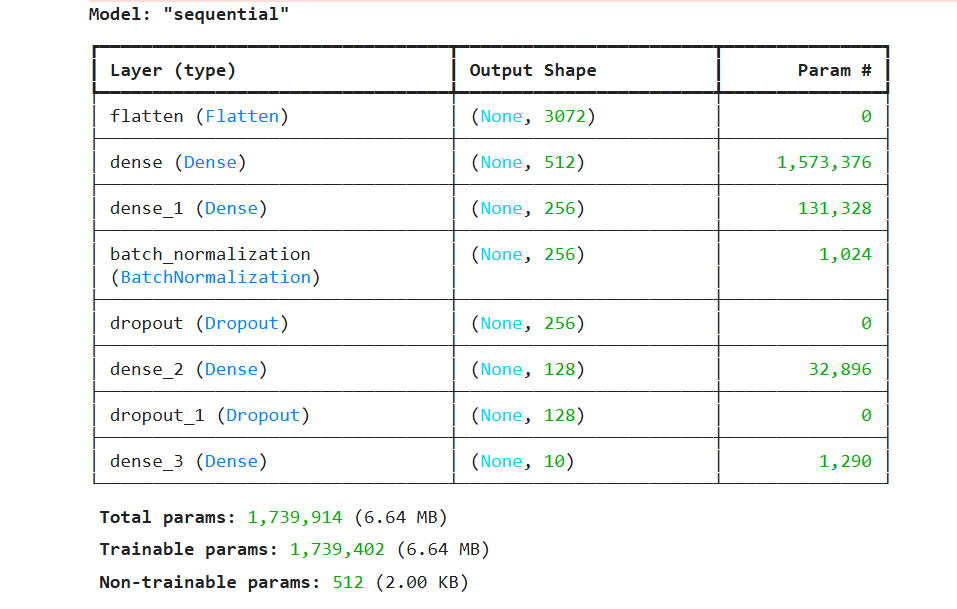 Model: "sequential"
Layer (type) Output Shape Param #
flatten (Flatten) (None, 3072) 0
dense (Dense) (None, 512) 1,573,376
dense_1 (Dense) (None, 256) 131,328
batch_normalization (None, 256) 1,024
(BatchNormalization)
dropout (Dropout) (None, 256) 0
dense_2 (Dense) (None, 128) 32,896
dropout_1 (Dropout) (None, 128) 0
dense_3 (Dense) (None, 10) 1,290
Total params: 1,739,914 (6.64 MB)
Trainable params: 1,739,402 (6.64 MB)
Non-trainable params: 512 (2.00 KB)